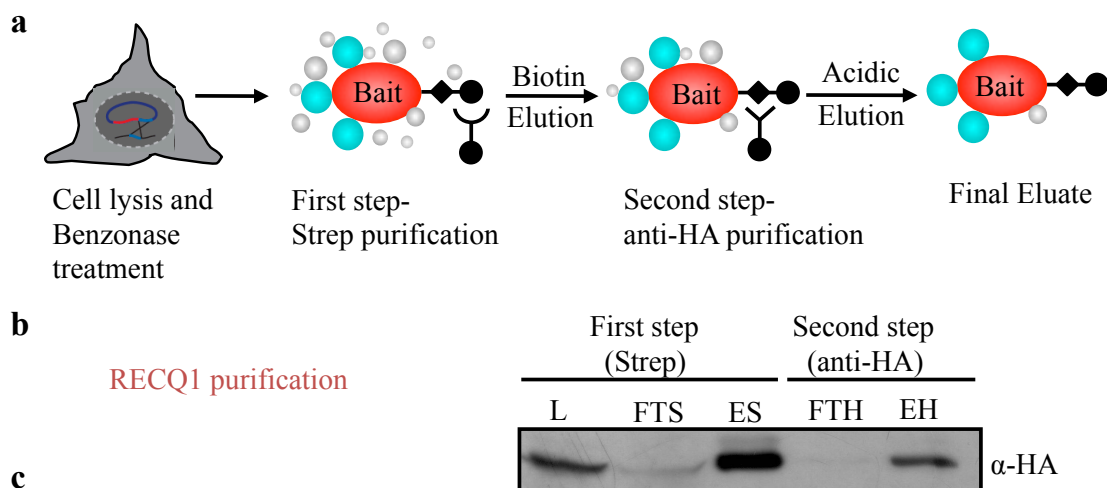 a
Bait
Biotin
Elution
Bait
Acidic
Elution
Bait
Cell lysis and
Benzonase
treatment
First step-
Strep purification
Second step-
anti-HA purification
Final Eluate
b
RECQ1 purification
First step
(Strep)
Second step
(anti-HA)
L FTS ES FTH EH
α-HA
c